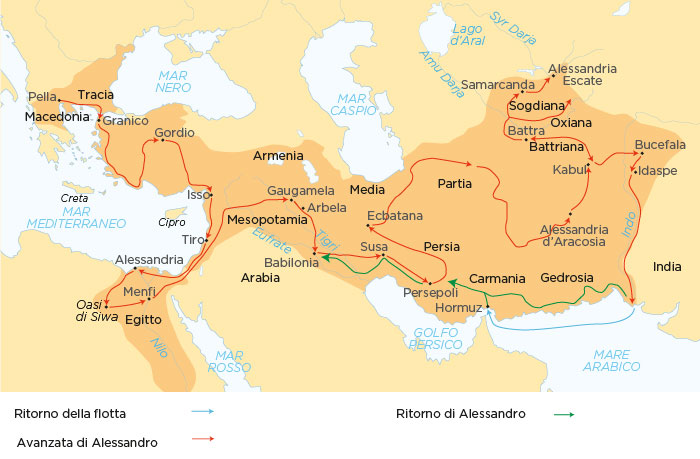 Lago
d'Aral
Syr Darja
Amu Darja
MAR
NERO
MAR
CASPIO
Samarcanda
Alessandria
Escate
Sogdiana
Oxiana
Pella
Tracia
Macedonia
Granico
Gordio
Battra
Battriana
Bucefala
Kabul
Idaspe
Armenia
Media
Partia
Creta
MAR
MEDITERRANEO
Cipro
Isso
Gaugamela
Arbela
Mesopotamia
Ecbatana
Alessandria
d'Aracosia
Indo
Tiro
Eufrate
Tigri
Susa
Persia
Babilonia
Alessandria
Arabia
Carmania
Gedrosia
India
Menfi
Persepoli
Hormuz
Oasi
di Siwa
Egitto
Nilo
MAR
ROSSO
GOLFO
PERSICO
MARE
ARABICO
Ritorno della flotta
Ritorno di Alessandro
Avanzata di Alessandro